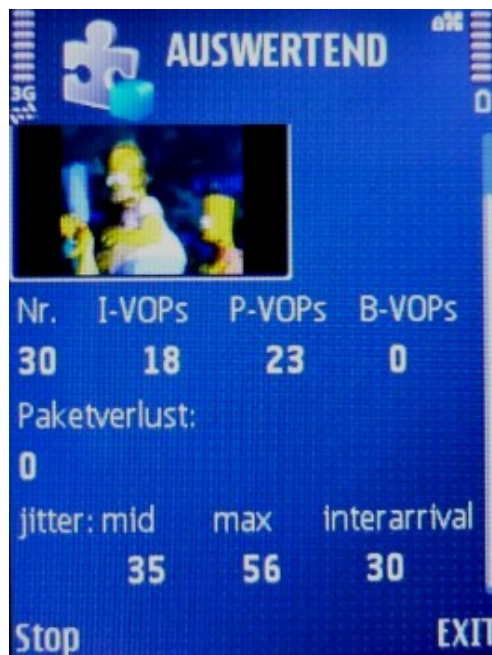 AUSWERTEND
3G
Nr. I-VOPs P-VOPs B-VOPs
30 18 23 0
Paketverlust:
0
jitter: mid max interarrival
35 56 30
Stop EXIT